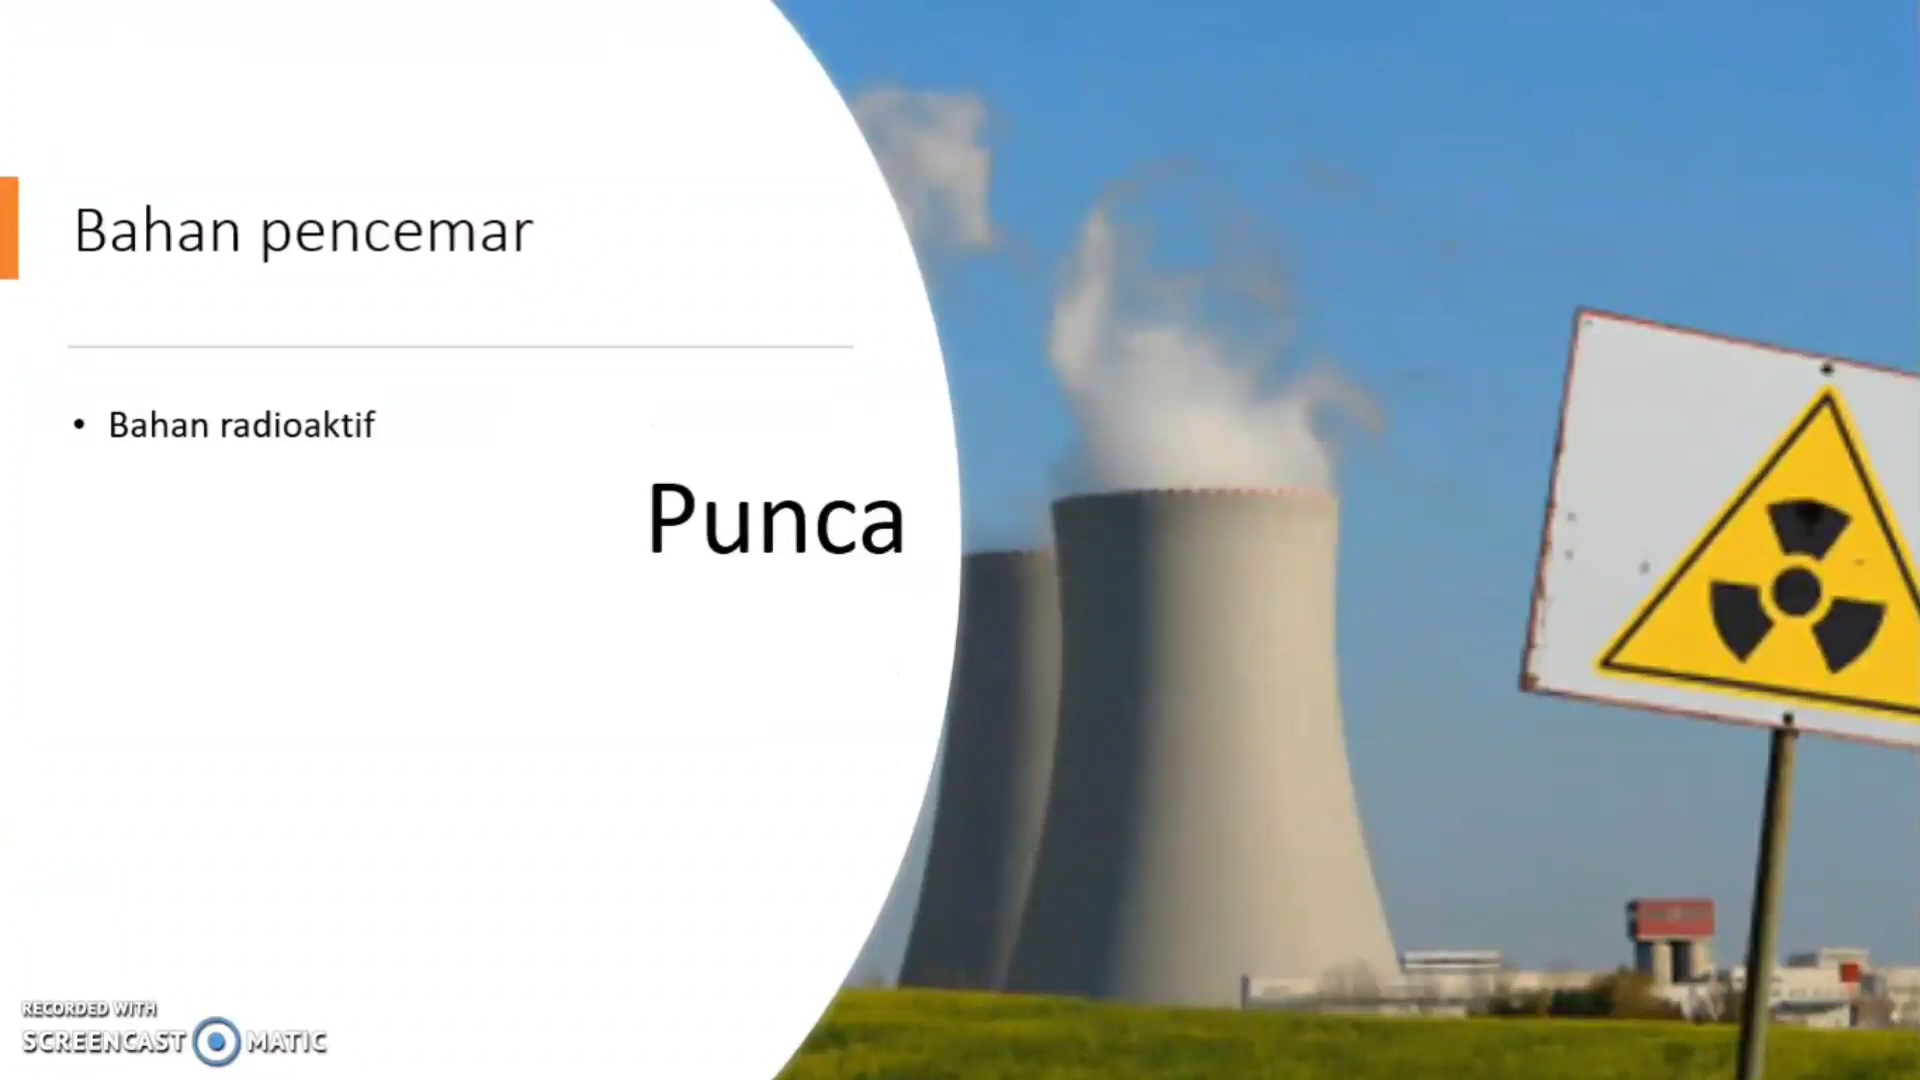 Bahan pencemar
• Bahan radioaktif
Punca
RECORDED WITH
SCREENCAST MATIC